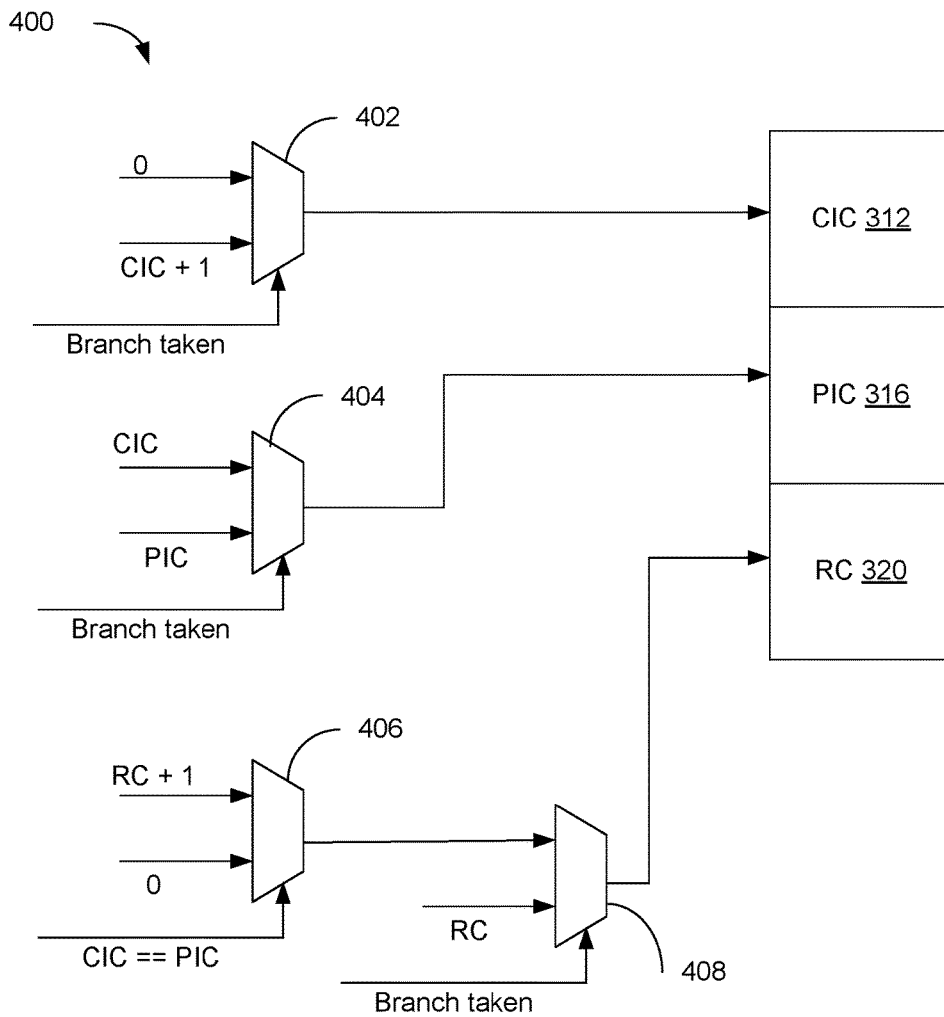 400
402
0
CIC + 1
Branch taken
CIC 312
404
CIC
PIC
Branch taken
PIC 316
RC 320
406
RC + 1
0
CIC == PIC
RC
408
Branch taken